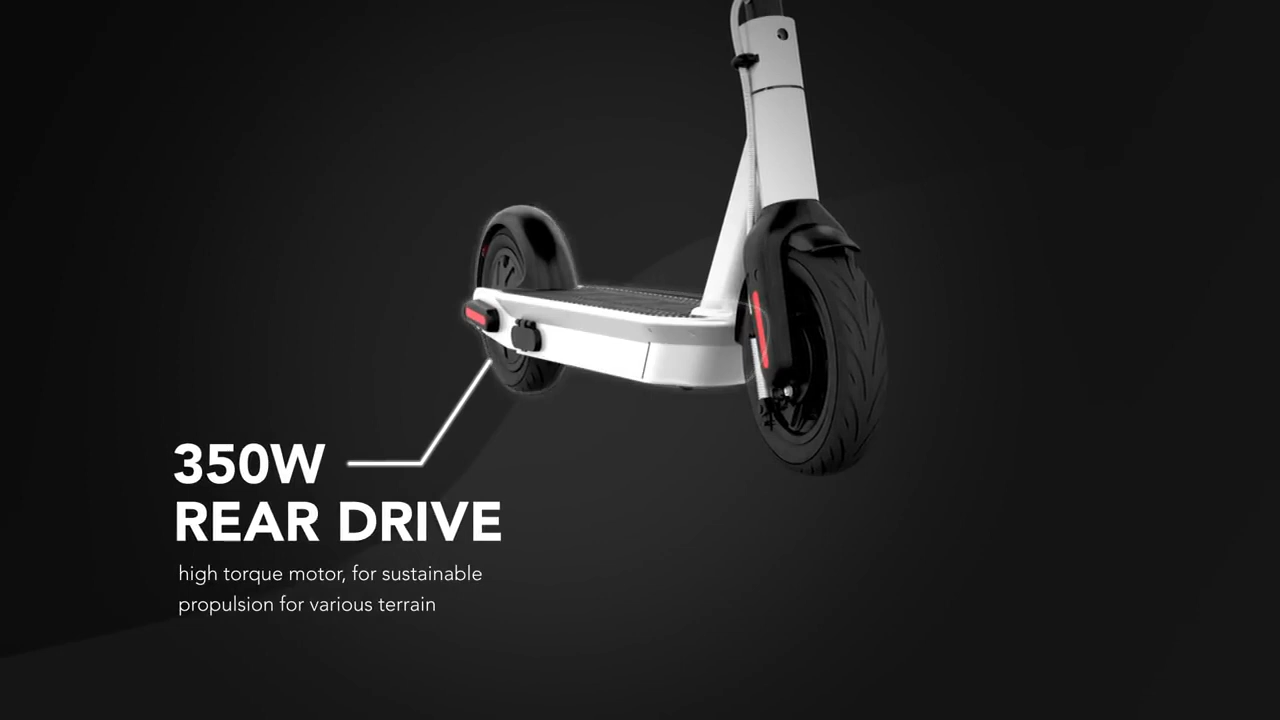 350W
REAR DRIVE
high torque motor, for sustainable
propulsion for various terrain